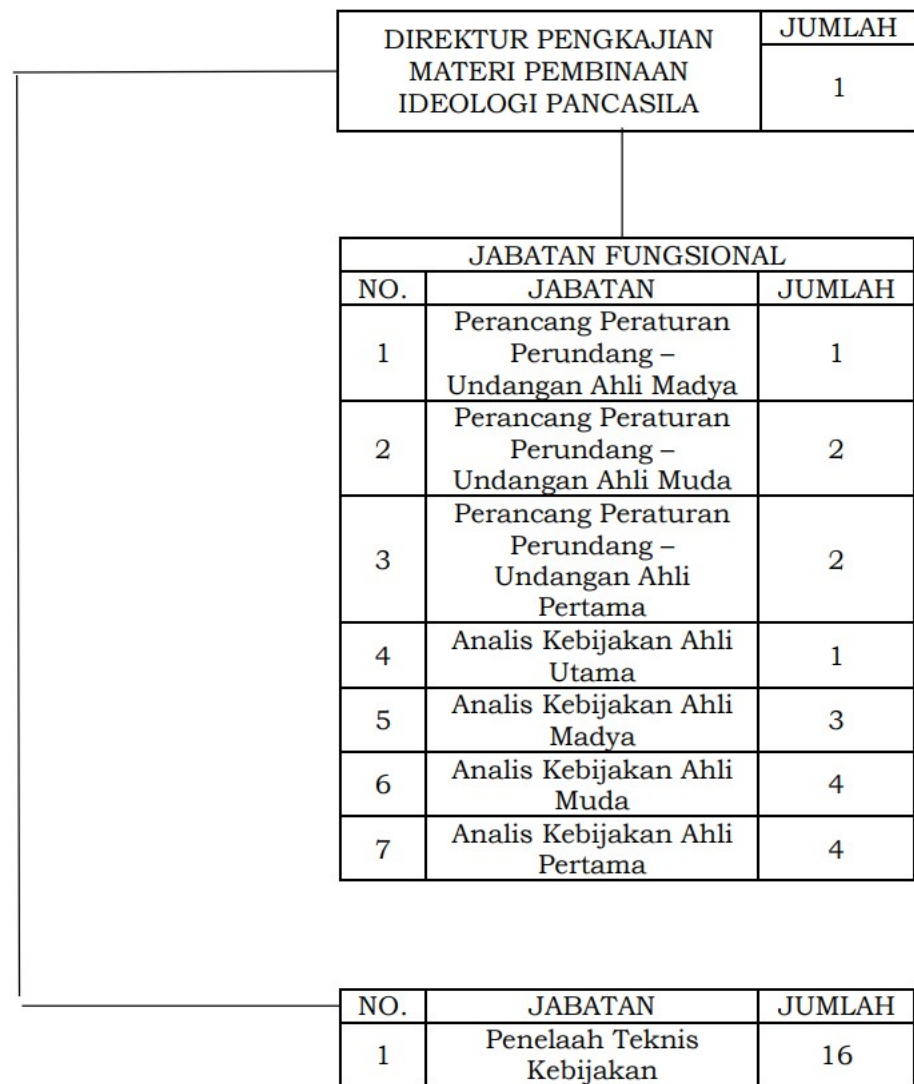 DIREKTUR PENGKAJIAN
MATERI PEMBINAAN
IDEOLOGI PANCASILA
JUMLAH
1
JABATAN FUNGSIONAL
NO. JABATAN JUMLAH
1 Perancang Peraturan
Perundang –
Undangan Ahli Madya 1
2 Perancang Peraturan
Perundang –
Undangan Ahli Muda 2
3 Perancang Peraturan
Perundang –
Undangan Ahli
Pertama 2
4 Analis Kebijakan Ahli
Utama 1
5 Analis Kebijakan Ahli
Madya 3
6 Analis Kebijakan Ahli
Muda 4
7 Analis Kebijakan Ahli
Pertama 4
NO. JABATAN JUMLAH
1 Penelaah Teknis
Kebijakan 16